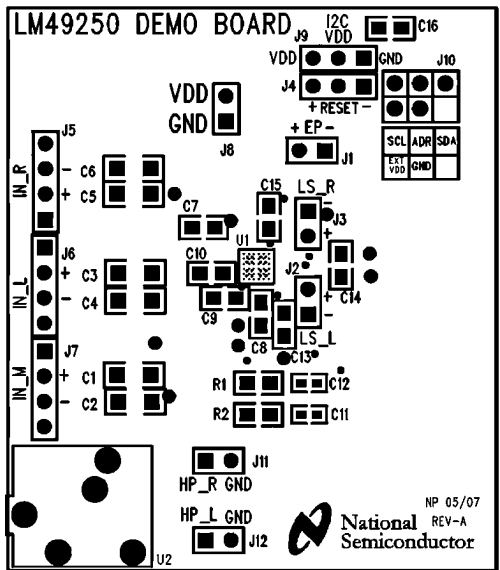 LM49250 DEMO BOARD
I2C
VDD
C16
J9
VDD
GND
J10
J4
+ RESET -
VDD
GND
J8
+ EP -
J1
SCL ADR SDA
EXT VDD GND
J5
IN_R
-
+
C6
C5
C7
C15
LS_R
-
+
J3
U1
J6
IN_L
+
-
C3
C4
C10
C9
C8
J2
+
-
LS_L
C14
C13
J7
IN_M
+
-
C1
C2
R1
C12
R2
C11
J11
HP_R GND
HP_L GND
J12
U2
NP 05/07
National REV-A
Semiconductor